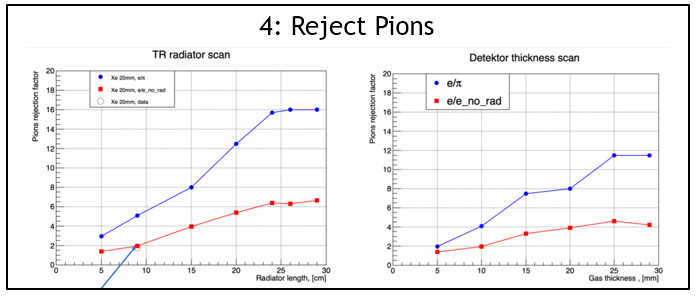 4: Reject Pions
TR radiator scan
Pions rejection factor
20
18
16
14
12
10
8
6
4
2
0
Xe 20mm, e/π
Xe 20mm, e/e_no_rad
Xe 20mm, data
0 5 10 15 20 25 30
Radiator length, [cm]
Detektor thickness scan
Pions rejection factor
20
18
16
14
12
10
8
6
4
2
0
e/π
e/e_no_rad
0 5 10 15 20 25 30
Gas thickness , [mm]